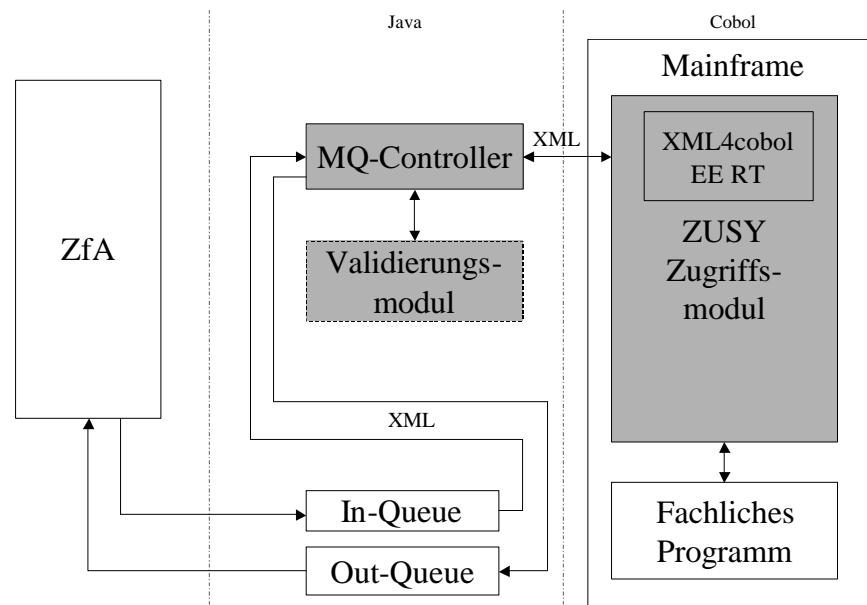 Java
Cobol
Mainframe
ZfA
MQ-Controller
XML
XML4cobol
EE RT
ZUSY
Zugriffs-
modul
Validierungs-
modul
XML
In-Queue
Out-Queue
Fachliches
Programm